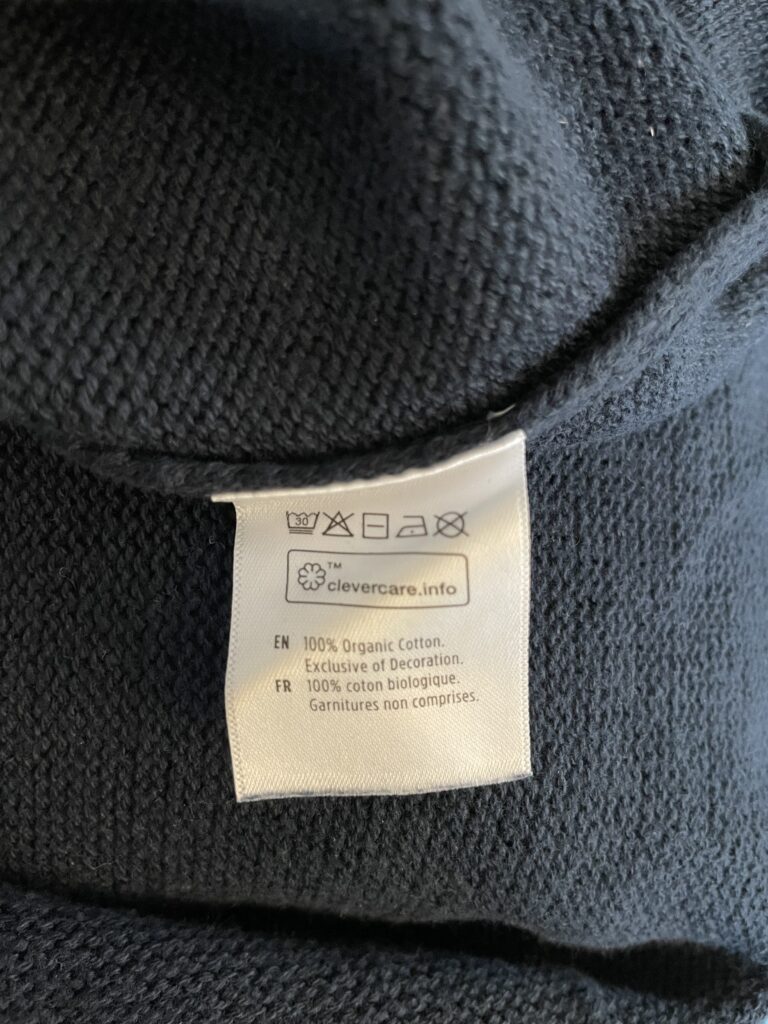 30
™
clevercare.info
EN 100% Organic Cotton.
Exclusive of Decoration.
FR 100% coton biologique.
Garnitures non comprises.